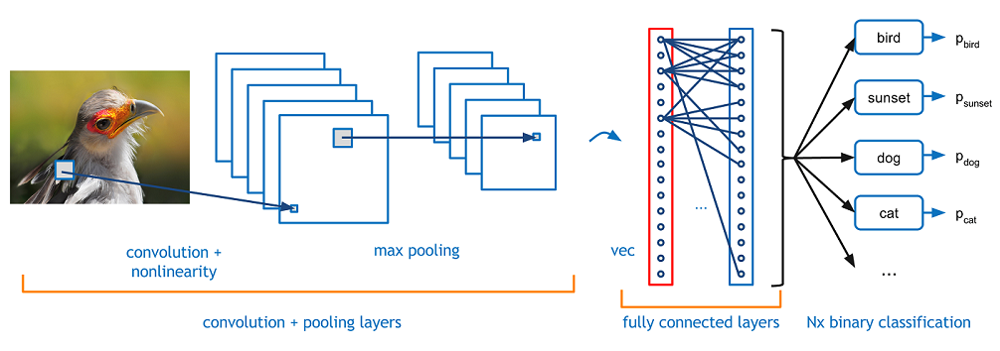 convolution +
nonlinearity
max pooling
convolution + pooling layers
vec
...
fully connected layers
bird
p_bird
sunset
p_sunset
dog
p_dog
cat
p_cat
...
Nx binary classification